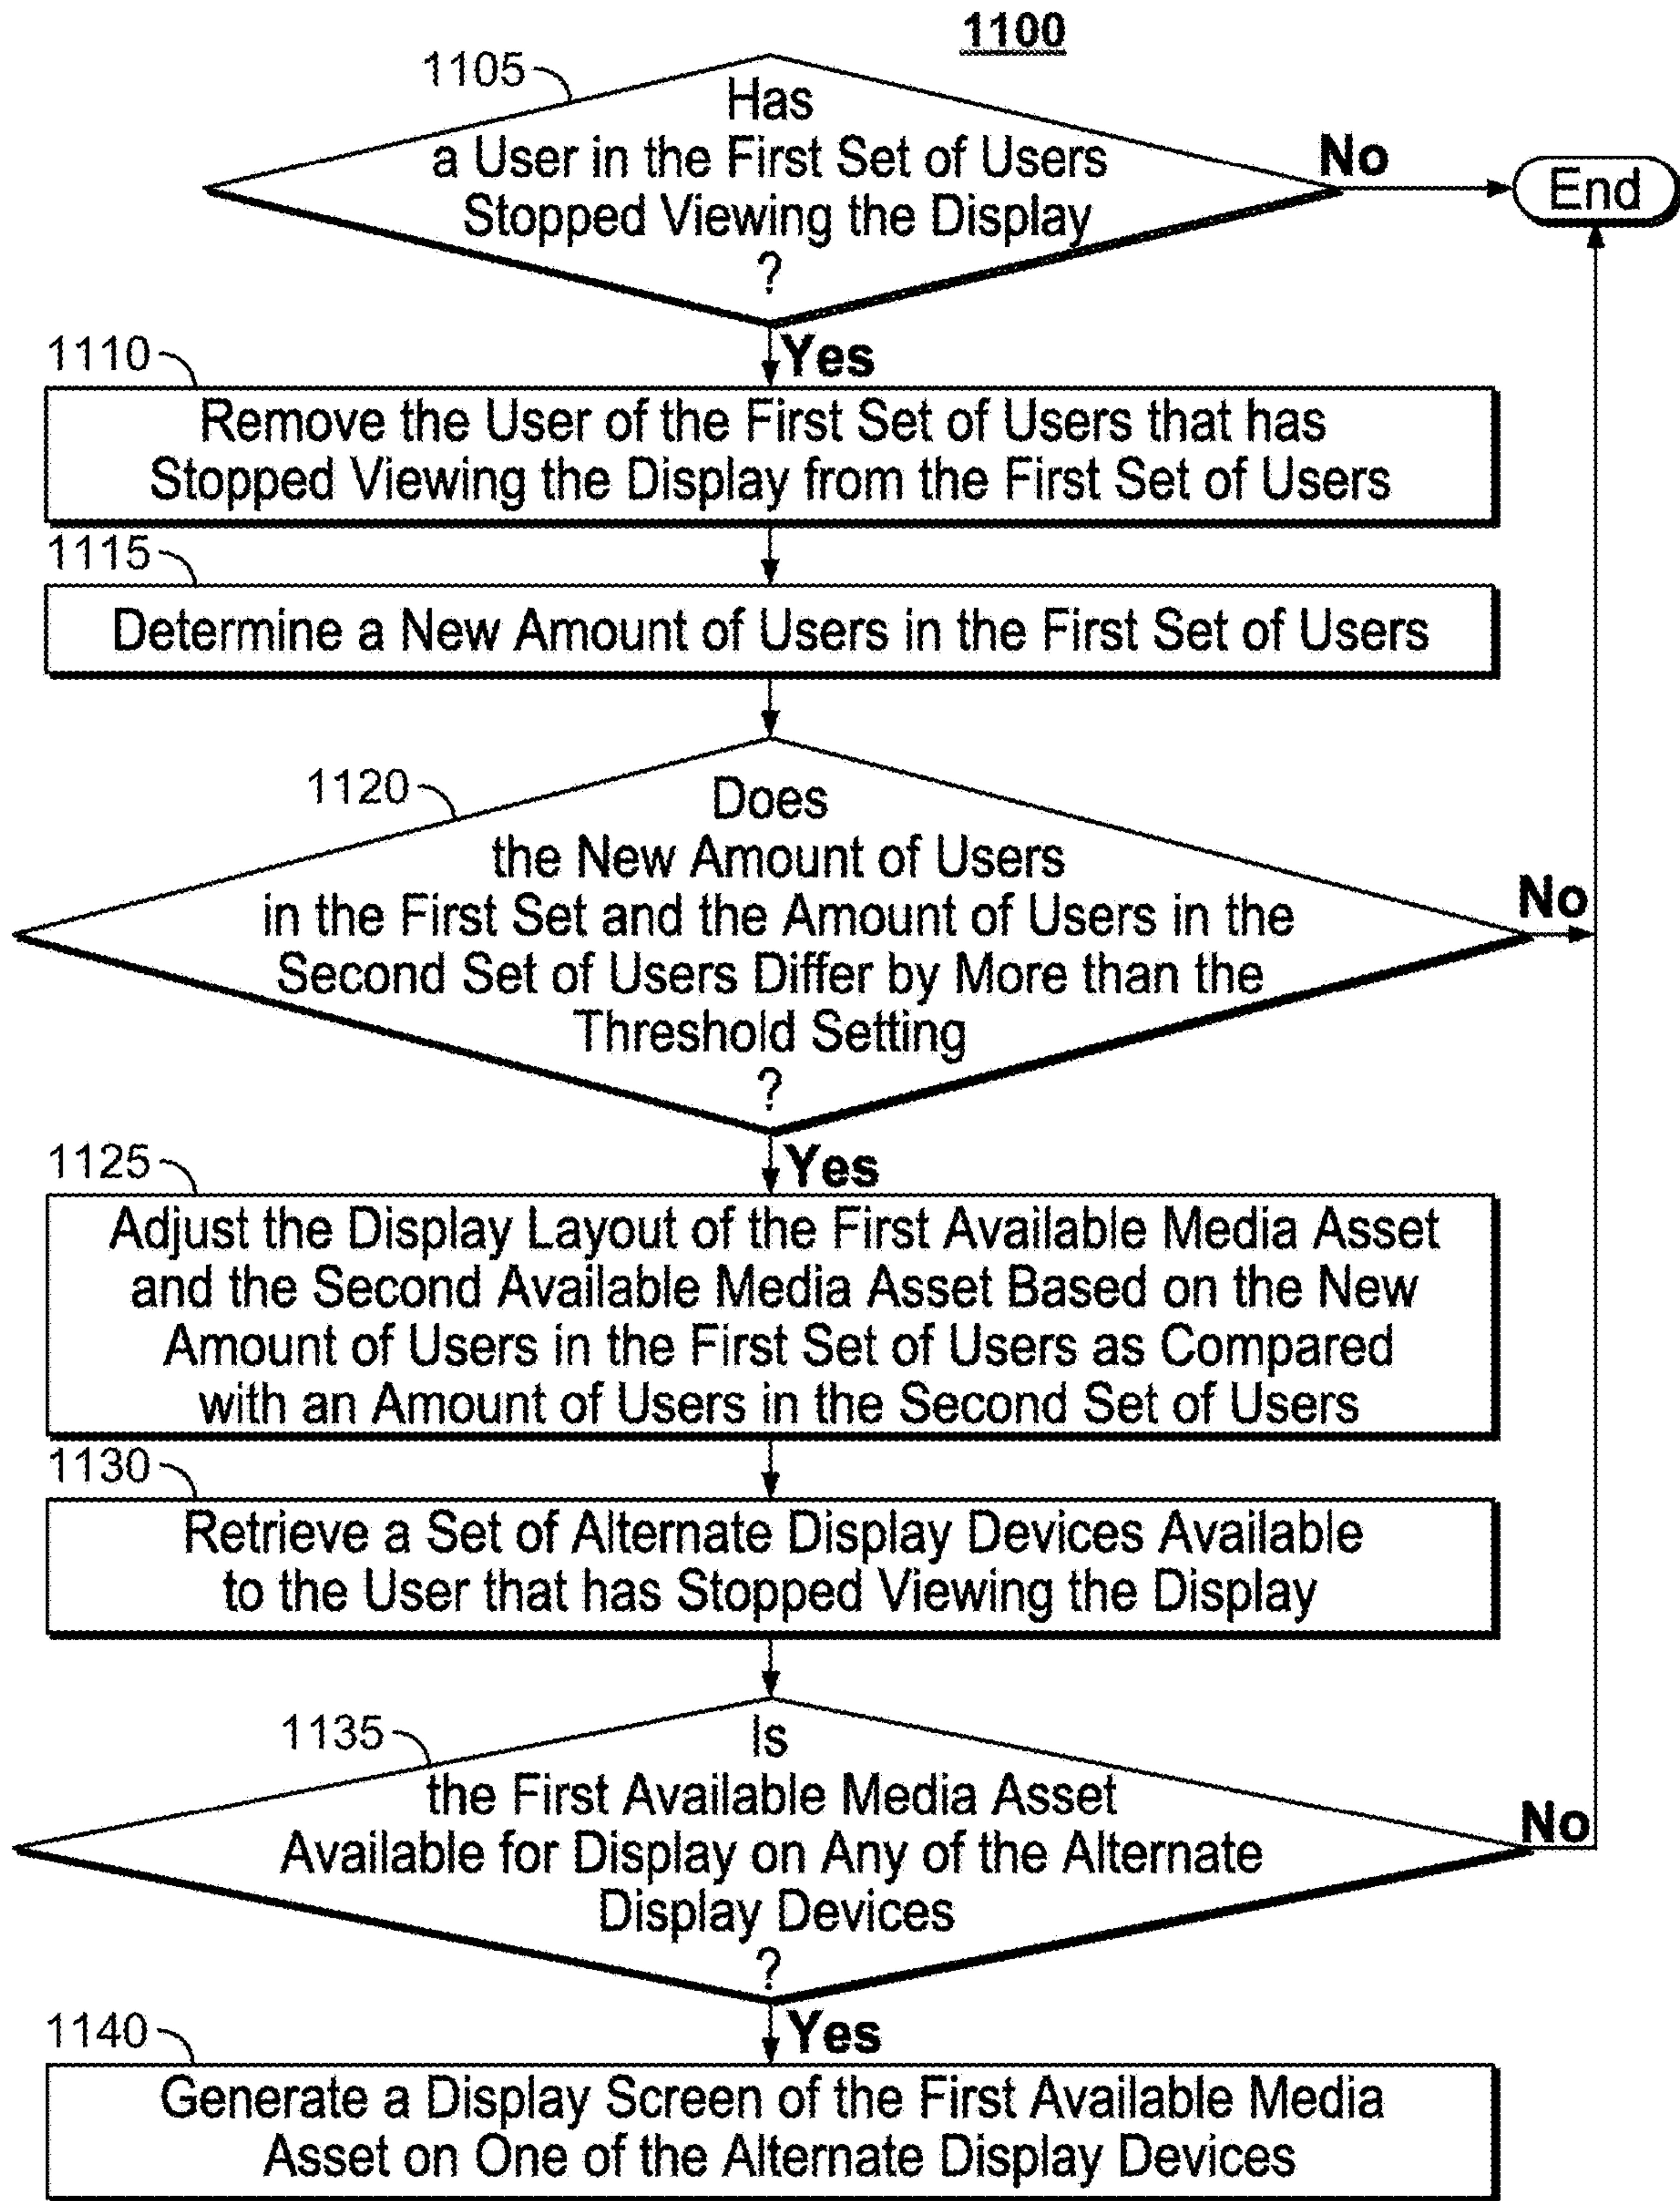 1100
1105
Has
a User in the First Set of Users
Stopped Viewing the Display
?
No
End
Yes
1110
Remove the User of the First Set of Users that has
Stopped Viewing the Display from the First Set of Users
1115
Determine a New Amount of Users in the First Set of Users
1120
Does
the New Amount of Users
in the First Set and the Amount of Users in the
Second Set of Users Differ by More than the
Threshold Setting
?
No
Yes
1125
Adjust the Display Layout of the First Available Media Asset
and the Second Available Media Asset Based on the New
Amount of Users in the First Set of Users as Compared
with an Amount of Users in the Second Set of Users
1130
Retrieve a Set of Alternate Display Devices Available
to the User that has Stopped Viewing the Display
1135
Is
the First Available Media Asset
Available for Display on Any of the Alternate
Display Devices
?
No
Yes
1140
Generate a Display Screen of the First Available Media
Asset on One of the Alternate Display Devices